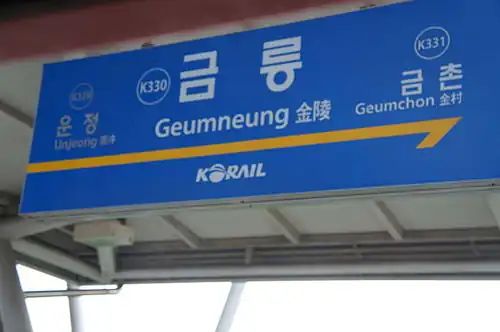 K329
운정
Unjeong 雲井
K330
금릉
Geumneung 金陵
K331
금촌
Geumchon 金村
KORAIL